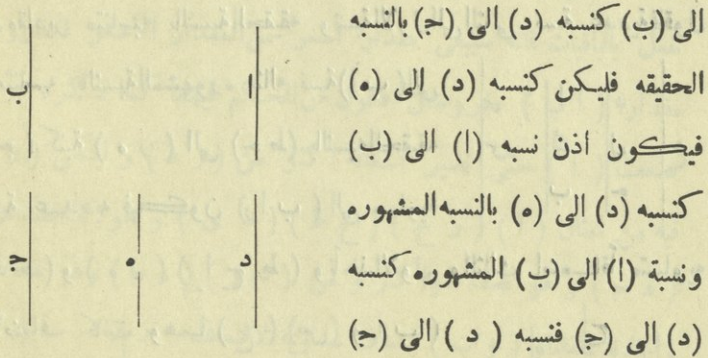 الى (ب) كنسبه (د) الى (ج) بالنسبه
الحقيقه فليكن كنسبه (د) الى (ه)
فيكون اذن نسبه (ا) الى (ب)
كنسبه (د) الى (ه) بالنسبه المشهوره
ونسبة (ا) الى (ب) المشهوره كنسبه
(د) الى (ج) فنسبه ( د ) الى (ج)
ا
ب
د
ه
ج